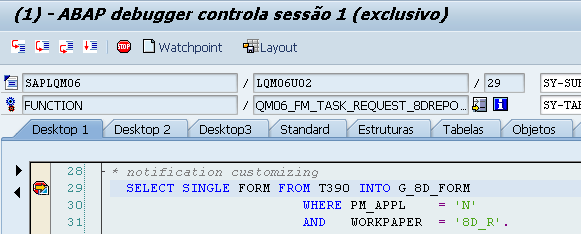 (1) - ABAP debugger controla sessão 1 (exclusivo)
STOP Watchpoint Layout
SAPLQM06 / LQM06U02 / 29 SY-SUB
FUNCTION / QM06_FM_TASK_REQUEST_8DREPO... SY-TAB
Desktop 1 Desktop 2 Desktop3 Standard Estruturas Tabelas Objetos
28 * notification customizing
29 SELECT SINGLE FORM FROM T390 INTO G_8D_FORM
30 WHERE PM_APPL = 'N'
31 AND WORKPAPER = '8D_R'.